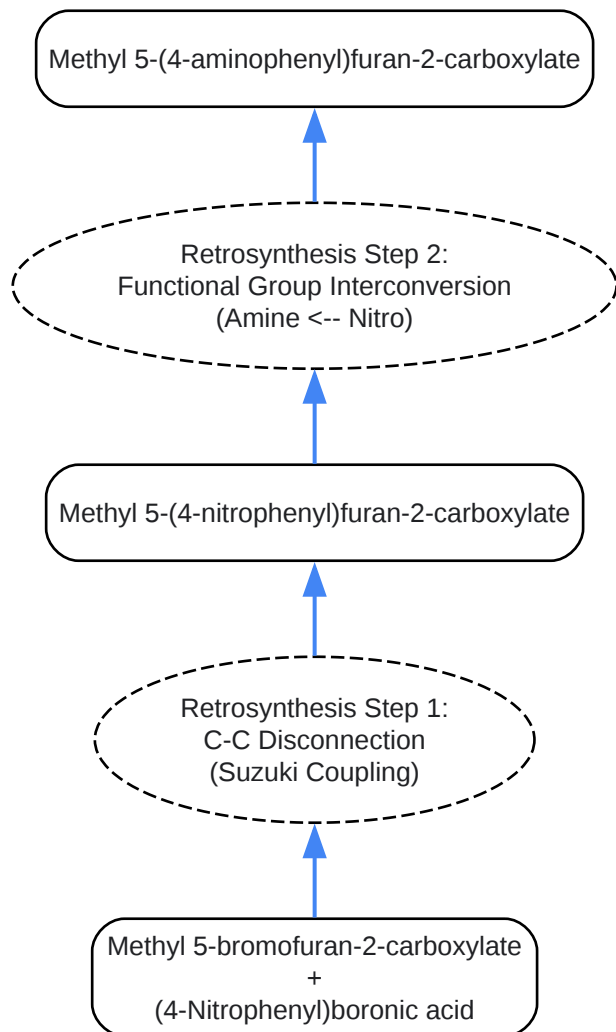 Methyl 5-(4-aminophenyl)furan-2-carboxylate
Retrosynthesis Step 2:
Functional Group Interconversion
(Amine <-- Nitro)
Methyl 5-(4-nitrophenyl)furan-2-carboxylate
Retrosynthesis Step 1:
C-C Disconnection
(Suzuki Coupling)
Methyl 5-bromofuran-2-carboxylate
+
(4-Nitrophenyl)boronic acid